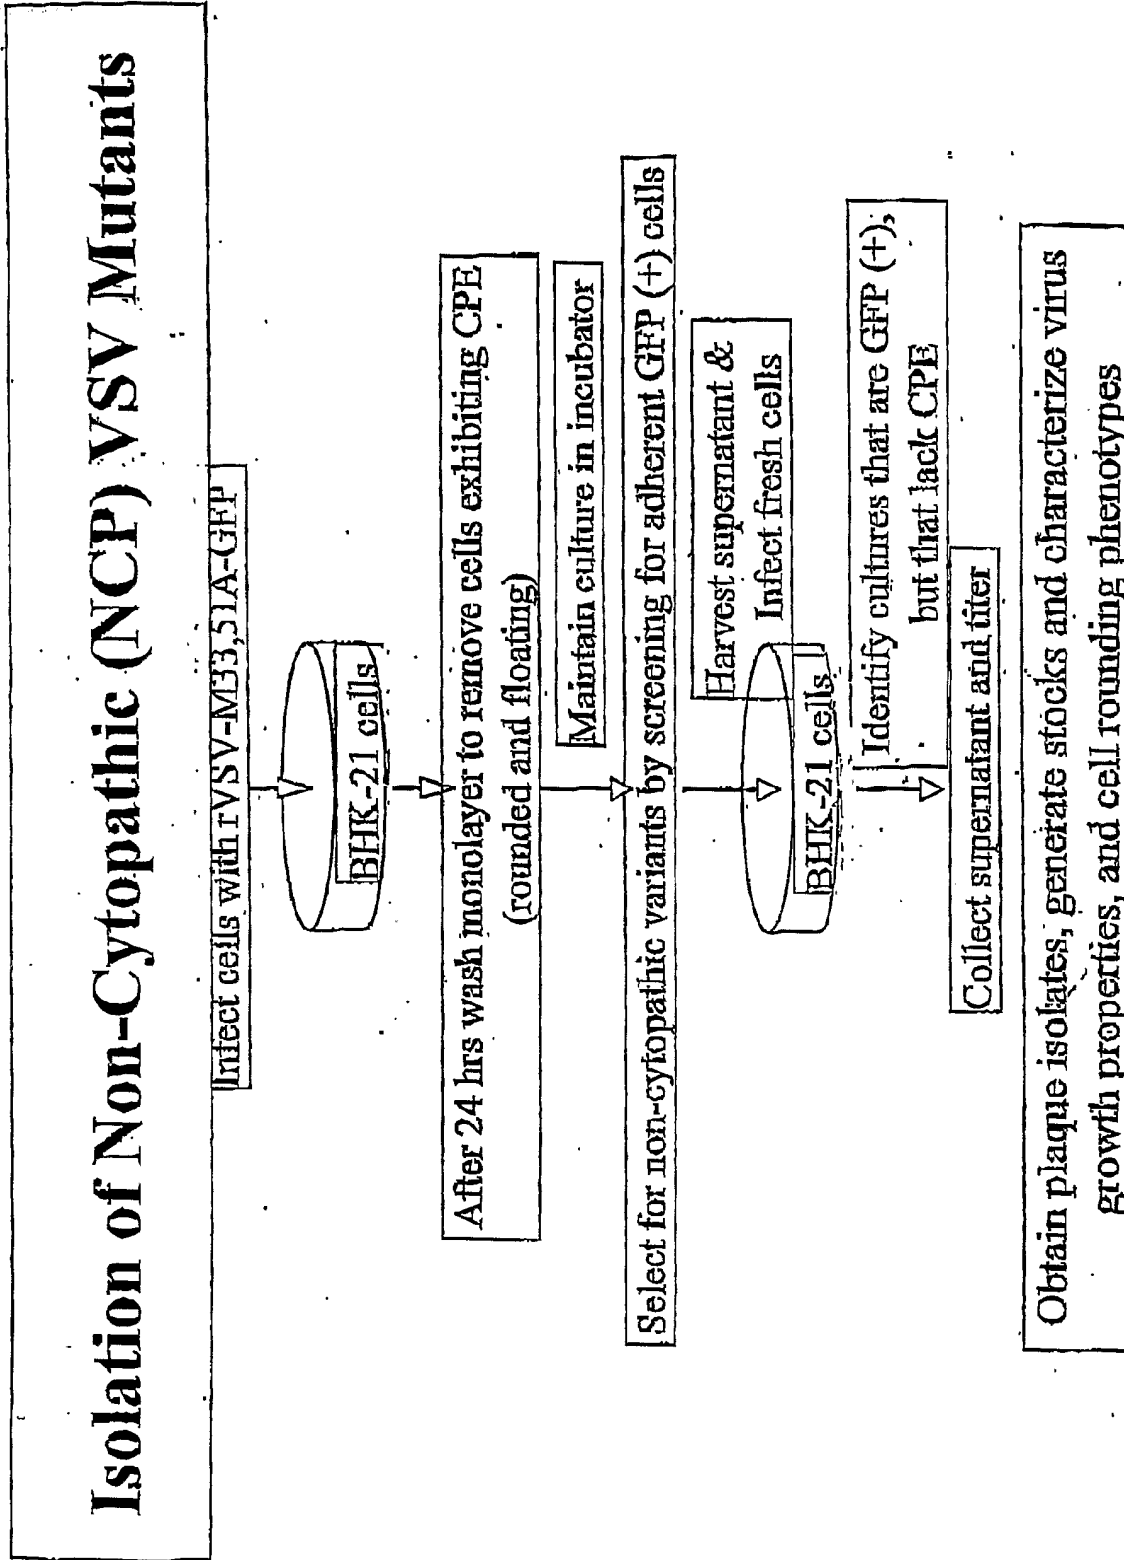 Isolation of Non-Cytopathic (NCP) VSV Mutants
Infect cells with rVSV-M33,51A-GFP
BHK-21 cells
After 24 hrs wash monolayer to remove cells exhibiting CPE
(rounded and floating)
Maintain culture in incubator
Select for non-cytopathic variants by screening for adherent GFP (+) cells
Harvest supernatant &
Infect fresh cells
BHK-21 cells
Identify cultures that are GFP (+),
but that lack CPE
Collect supernatant and titer
Obtain plaque isolates, generate stocks and characterize virus
growth properties, and cell rounding phenotypes